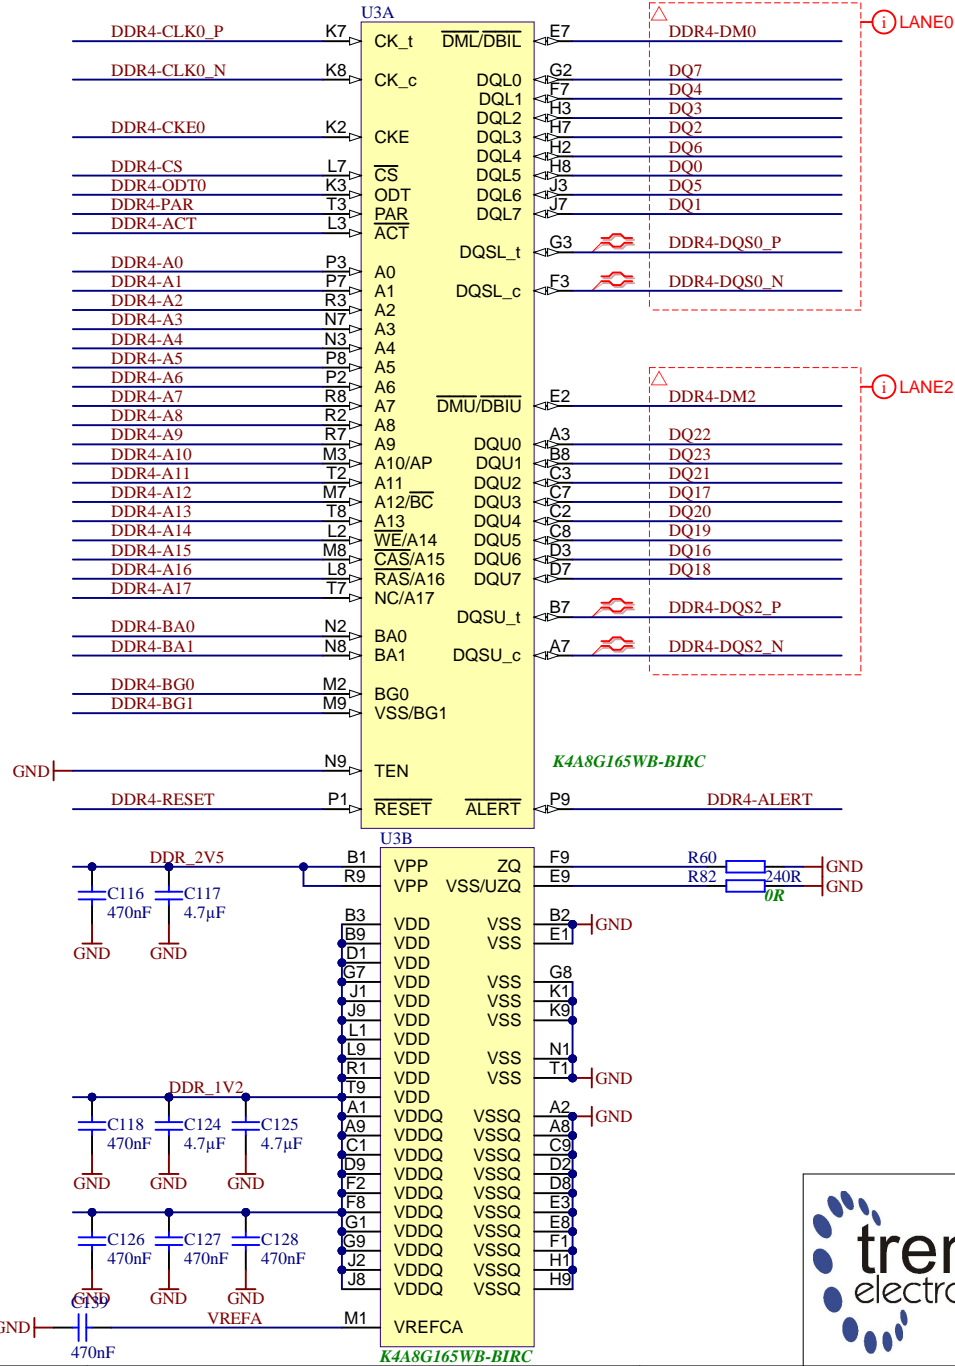 U3A
DDR4-CLK0_P K7 CK_t DML/DBIL E7 DDR4-DM0
LANE0
DDR4-CLK0_N K8 CK_c DQL0 G2 DQ7
DQL1 F7 DQ4
DQL2 H3 DQ3
DDR4-CKE0 K2 CKE DQL3 H7 DQ2
DQL4 H2 DQ6
DDR4-CS L7 CS DQL5 H8 DQ0
DDR4-ODT0 K3 ODT DQL6 J3 DQ5
DDR4-PAR T3 PAR DQL7 J7 DQ1
DDR4-ACT L3 ACT
DQSL_t G3 DDR4-DQS0_P
DDR4-A0 P3 A0
DDR4-A1 P7 A1 DQSL_c F3 DDR4-DQS0_N
DDR4-A2 R3 A2
DDR4-A3 N7 A3
DDR4-A4 N3 A4
DDR4-A5 P8 A5
DDR4-A6 P2 A6
LANE2
DDR4-A7 R8 A7 DMU/DBIU E2 DDR4-DM2
DDR4-A8 R2 A8
DDR4-A9 R7 A9 DQU0 A3 DQ22
DDR4-A10 M3 A10/AP DQU1 B8 DQ23
DDR4-A11 T2 A11 DQU2 C3 DQ21
DDR4-A12 M7 A12/BC DQU3 C7 DQ17
DDR4-A13 T8 A13 DQU4 C2 DQ20
DDR4-A14 L2 WE/A14 DQU5 C8 DQ19
DDR4-A15 M8 CAS/A15 DQU6 D3 DQ16
DDR4-A16 L8 RAS/A16 DQU7 D7 DQ18
DDR4-A17 T7 NC/A17
DQSU_t B7 DDR4-DQS2_P
DDR4-BA0 N2 BA0
DDR4-BA1 N8 BA1 DQSU_c A7 DDR4-DQS2_N
DDR4-BG0 M2 BG0
DDR4-BG1 M9 VSS/BG1
K4A8G165WB-BIRC
GND N9 TEN
DDR4-RESET P1 RESET ALERT P9 DDR4-ALERT
U3B
DDR_2V5 B1 VPP ZQ F9 R60 GND
R9 VPP VSS/UZQ E9 R82 240R GND
C116 C117 0R
470nF 4.7µF
B3 VDD VSS B2 GND
B9 VDD VSS E1
GND GND
D1 VDD
G7 VDD VSS G8
J1 VDD VSS K1
J9 VDD VSS K9
L1 VDD
L9 VDD VSS N1
R1 VDD VSS T1 GND
DDR_1V2 T9 VDD
A1 VDDQ VSSQ A2 GND
C118 C124 C125
A9 VDDQ VSSQ A8
470nF 4.7µF 4.7µF
C1 VDDQ VSSQ C9
D9 VDDQ VSSQ D2
GND GND GND
F2 VDDQ VSSQ D8
F8 VDDQ VSSQ E3
G1 VDDQ VSSQ E8
C126 C127 C128
G9 VDDQ VSSQ F1
470nF 470nF 470nF
J2 VDDQ VSSQ H1
J8 VDDQ VSSQ H9
GND GND GND
C139
GND VREFA M1 VREFCA
470nF
K4A8G165WB-BIRC
tren
electro